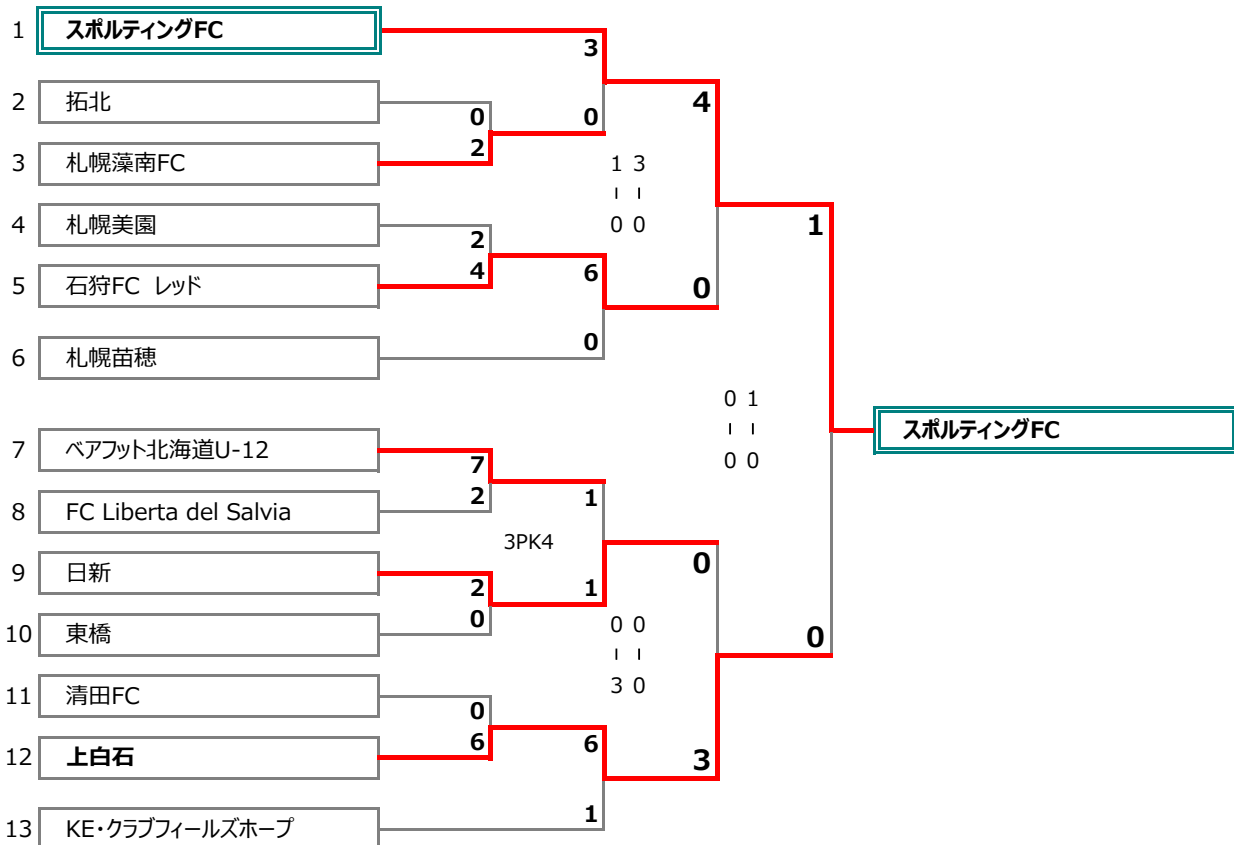 1 スポルティングFC
3
2 拓北
4
0
0
2
3 札幌藻南FC
1 3
- -
0 0
4 札幌美園
1
2
4
6
5 石狩FC レッド
0
0
6 札幌苗穂
0 1
- -
0 0
スポルティングFC
7 ベアフット北海道U-12
7
2
1
8 FC Liberta del Salvia
3PK4
0
9 日新
2
1
0
10 東橋
0 0
- -
3 0
0
11 清田FC
0
6
6
12 上白石
3
1
13 KE・クラブフィールズホープ